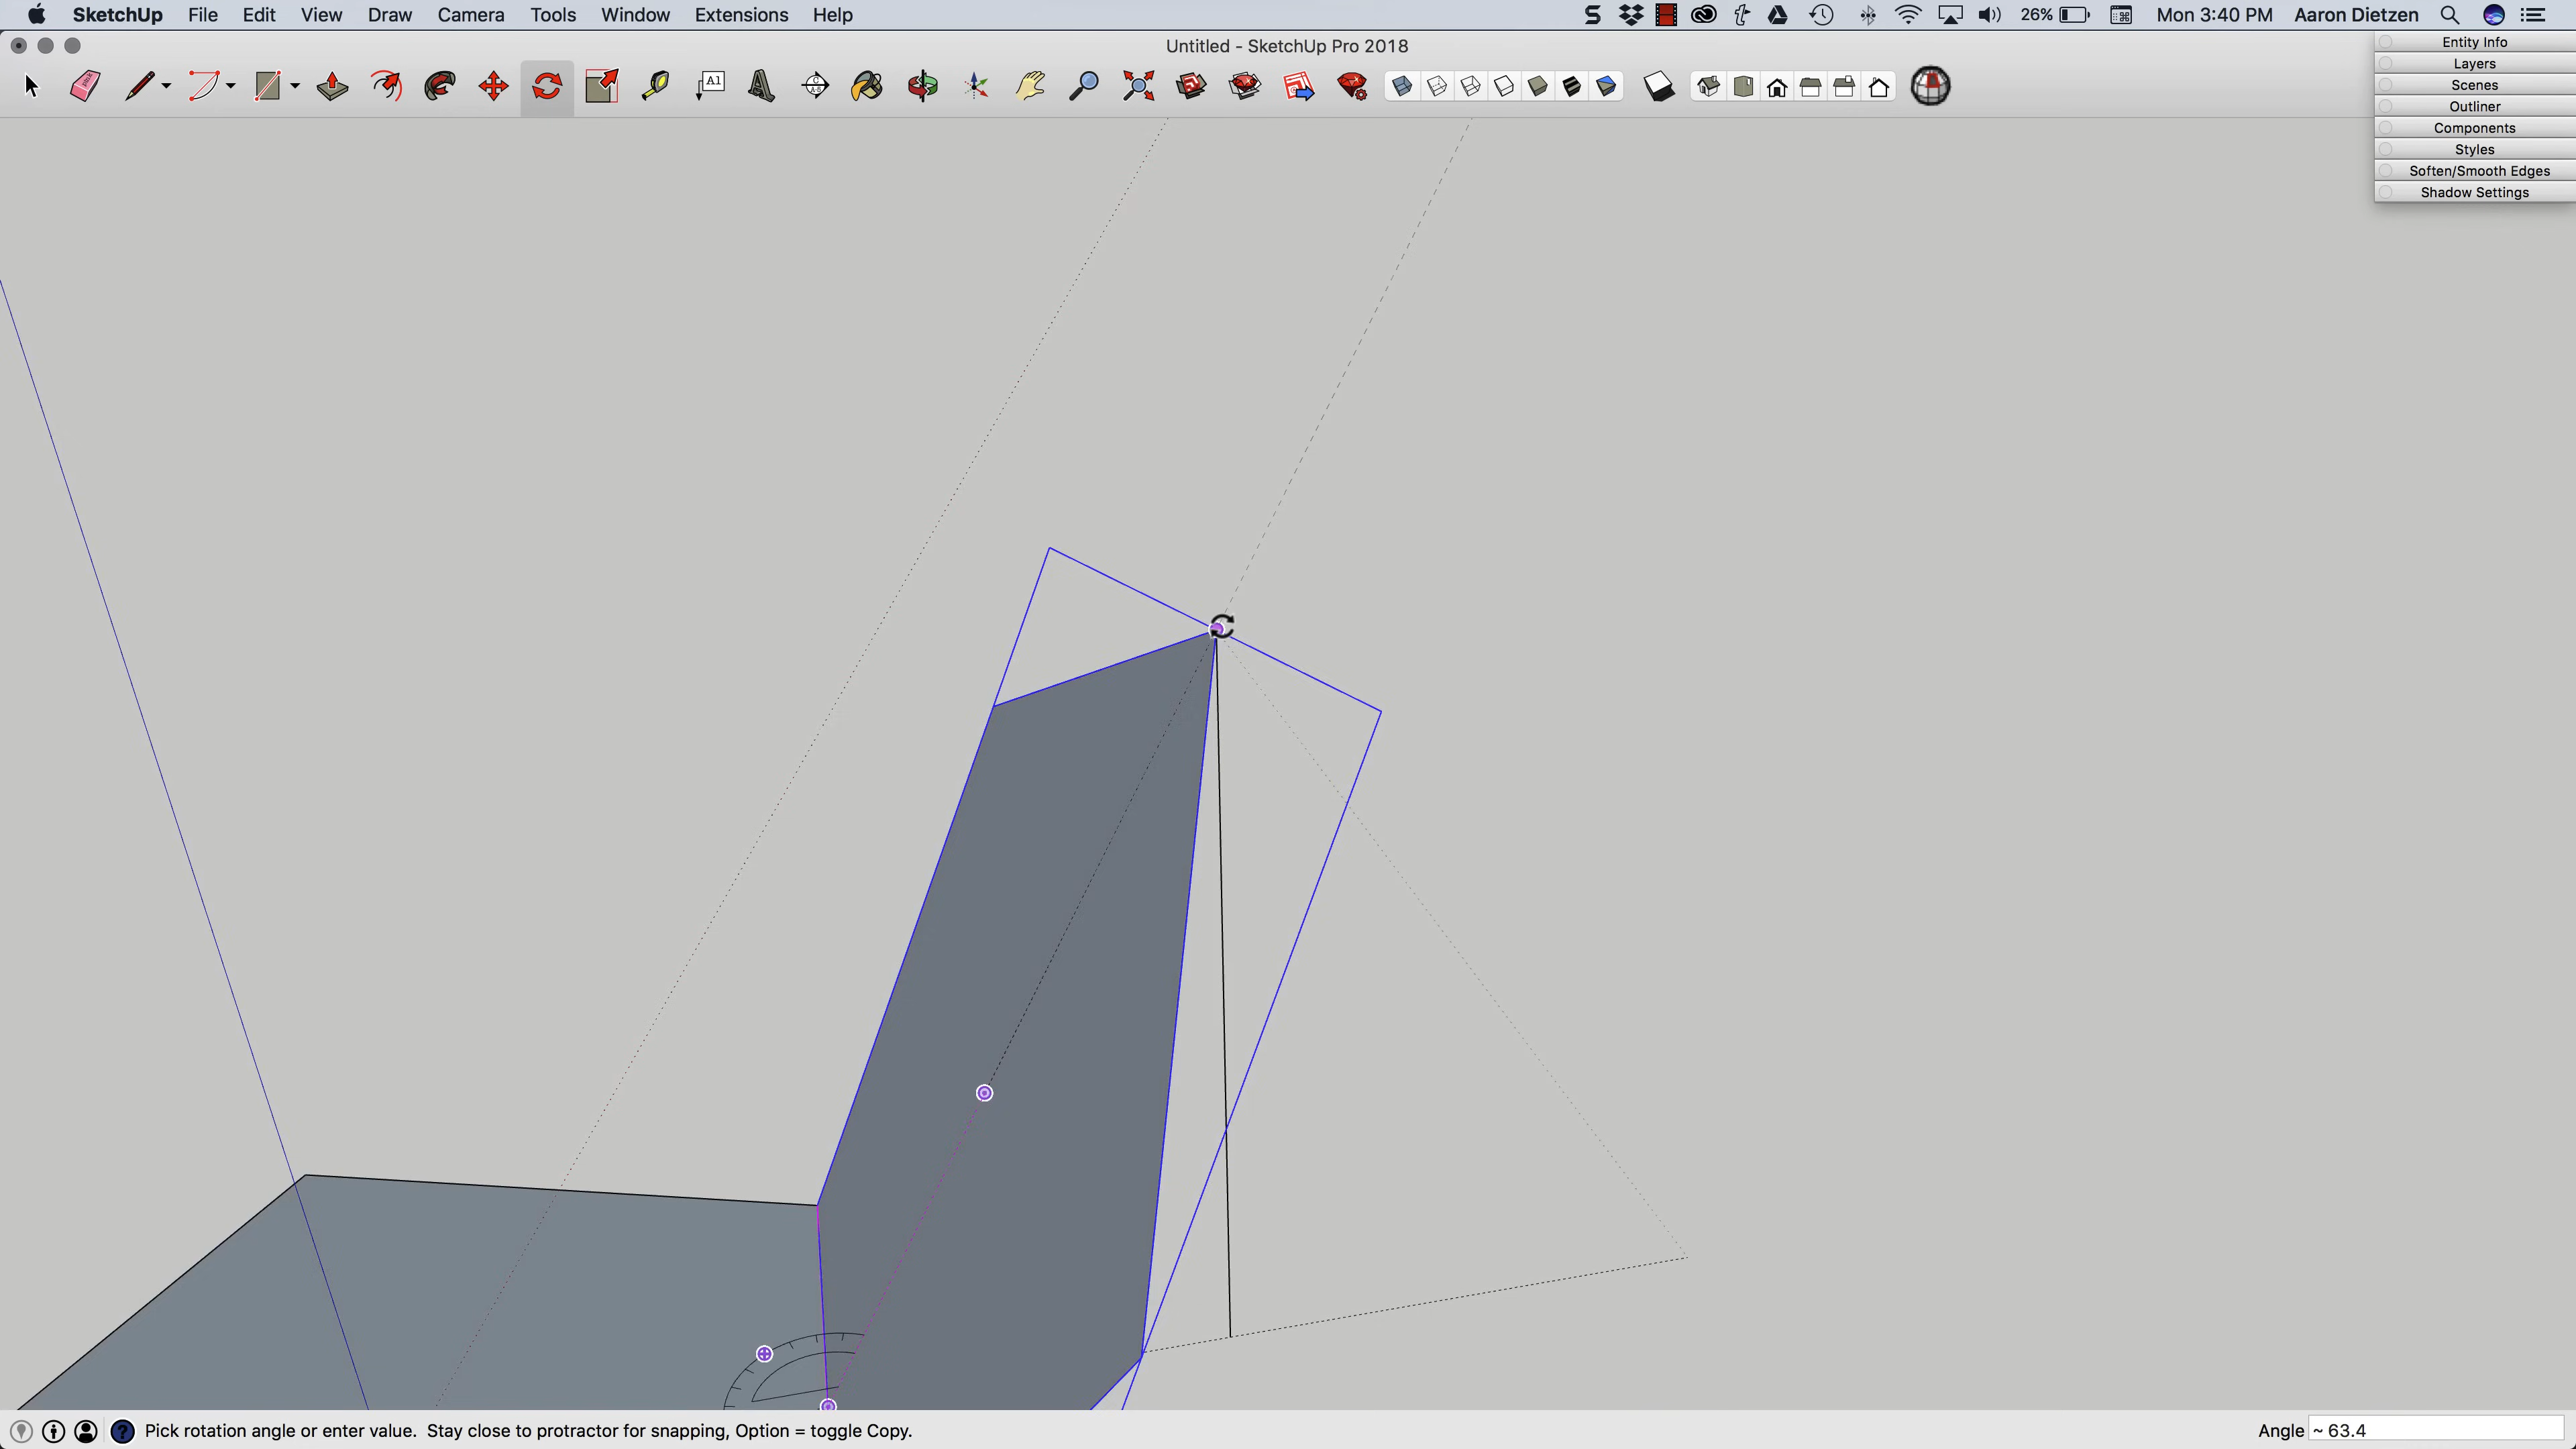 SketchUp File Edit View Draw Camera Tools Window Extensions Help 26% Mon 3:40 PM Aaron Dietzen
Untitled - SketchUp Pro 2018
A1
Entity Info
Layers
Scenes
Outliner
Components
Styles
Soften/Smooth Edges
Shadow Settings
Pick rotation angle or enter value. Stay close to protractor for snapping, Option = toggle Copy.
Angle ~ 63.4